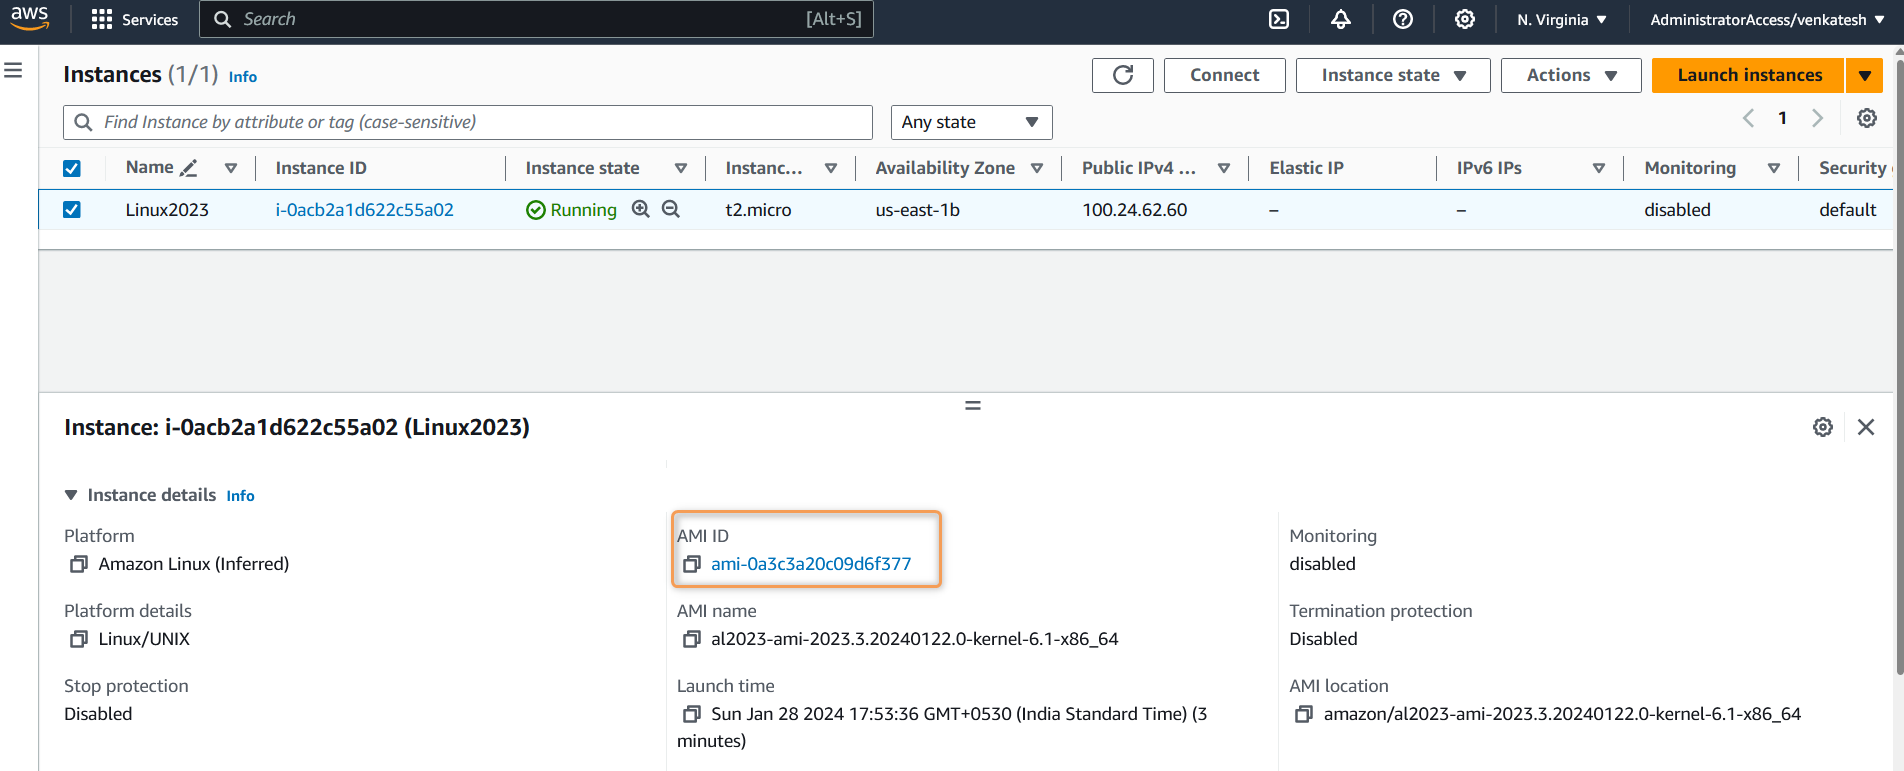 aws Services Search [Alt+S] N. Virginia AdministratorAccess/venkatesh
Instances (1/1) Info Connect Instance state Actions Launch instances
Find Instance by attribute or tag (case-sensitive) Any state 1
Name Instance ID Instance state Instanc... Availability Zone Public IPv4 ... Elastic IP IPv6 IPs Monitoring Security
Linux2023 i-0acb2a1d622c55a02 Running t2.micro us-east-1b 100.24.62.60 – – disabled default
Instance: i-0acb2a1d622c55a02 (Linux2023)
Instance details Info
Platform
Amazon Linux (Inferred)
Platform details
Linux/UNIX
Stop protection
Disabled
AMI ID
ami-0a3c3a20c09d6f377
AMI name
al2023-ami-2023.3.20240122.0-kernel-6.1-x86_64
Launch time
Sun Jan 28 2024 17:53:36 GMT+0530 (India Standard Time) (3
minutes)
Monitoring
disabled
Termination protection
Disabled
AMI location
amazon/al2023-ami-2023.3.20240122.0-kernel-6.1-x86_64